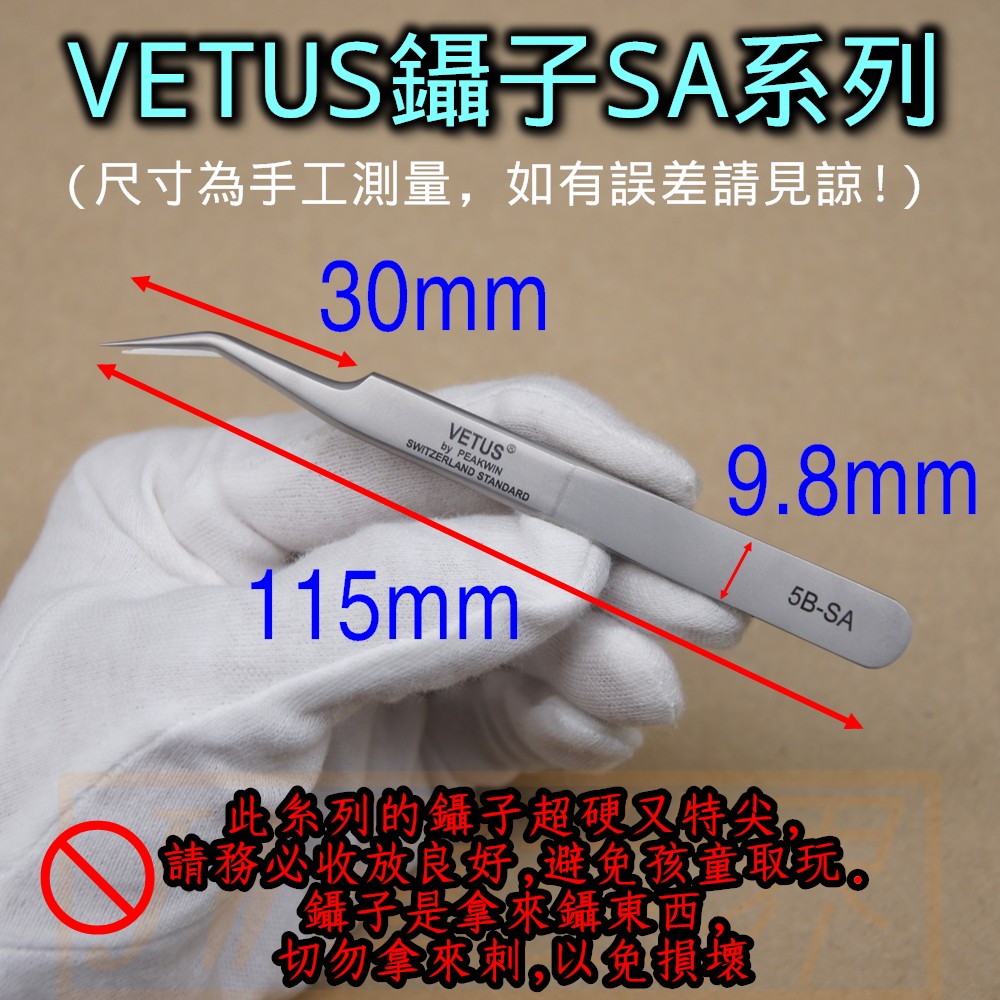 VETUS鑷子SA系列
(尺寸為手工測量，如有誤差請見諒!)
30mm
VETUS®
by PEAKWIN
SWITZERLAND STANDARD
9.8mm
115mm
5B-SA
此系列的鑷子超硬又特尖,
請務必收放良好,避免孩童取玩。
鑷子是拿來鑷東西,
切勿拿來刺,以免損壞